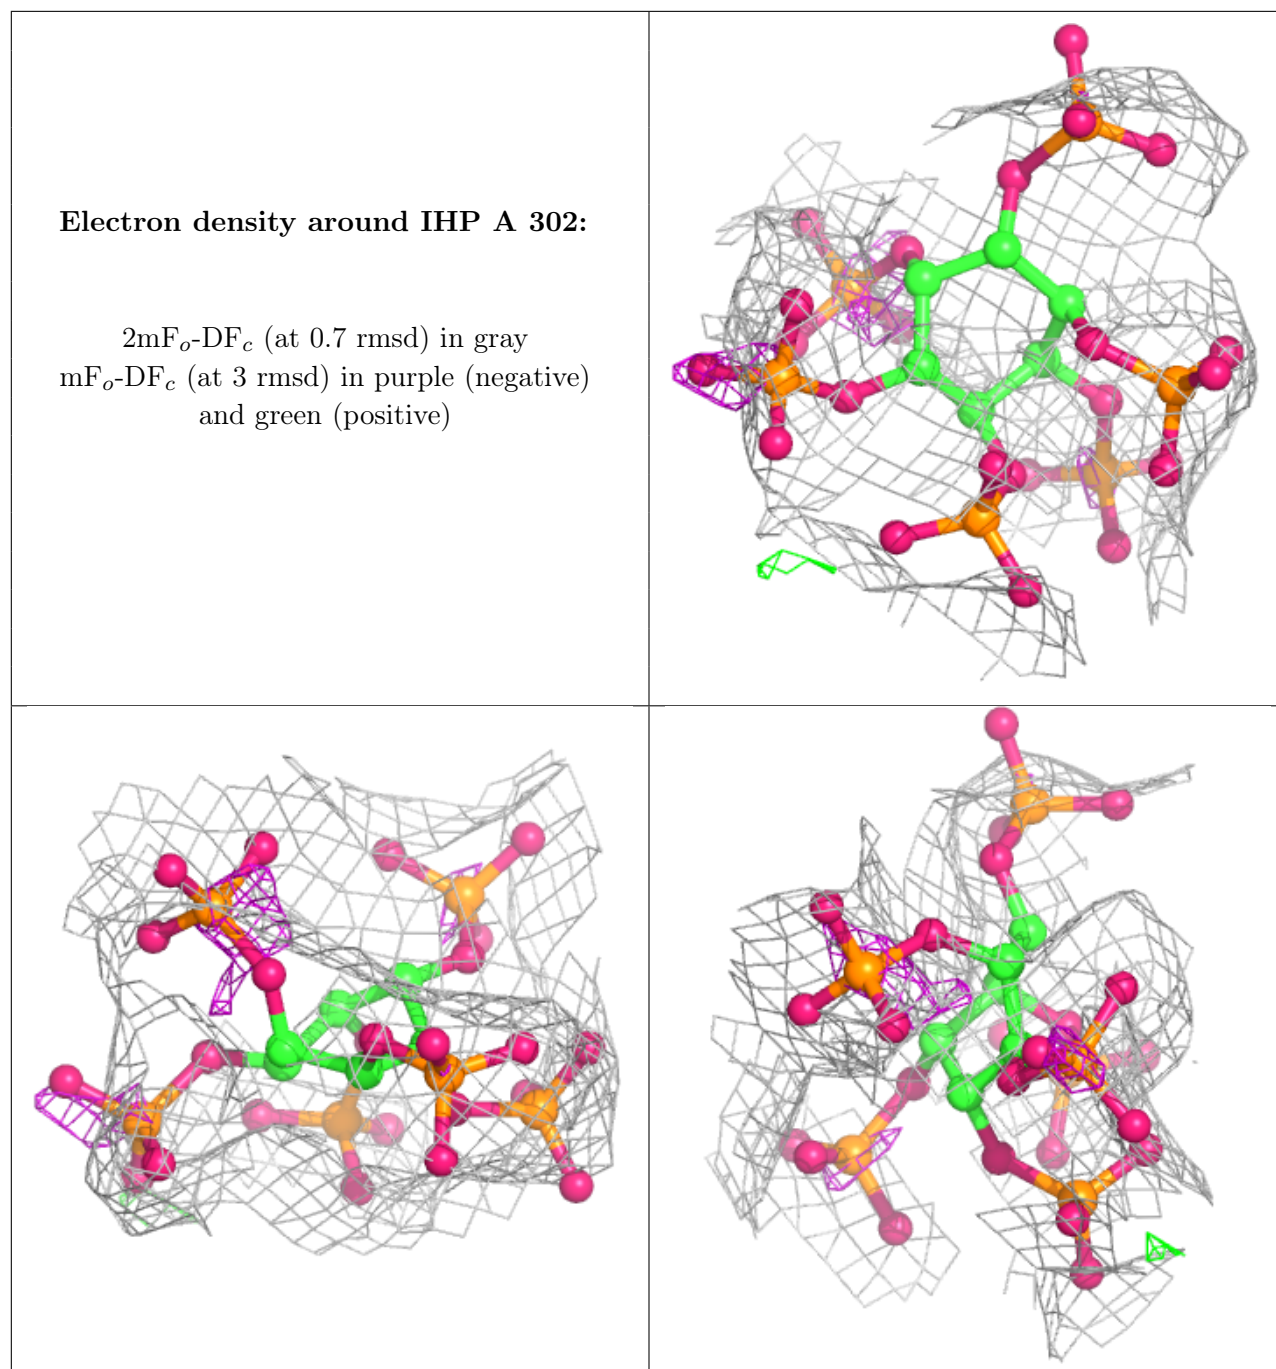 Electron density around IHP A 302:
2mFo-DFc (at 0.7 rmsd) in gray
mFo-DFc (at 3 rmsd) in purple (negative)
and green (positive)